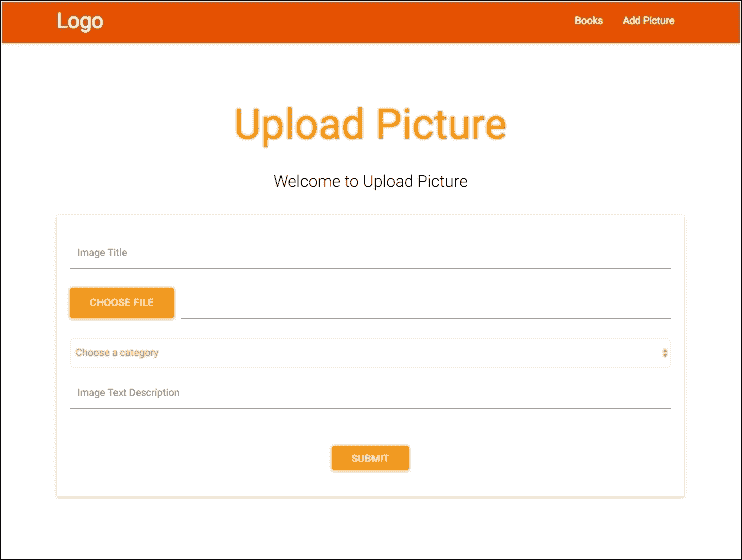 Logo
Books Add Picture
Upload Picture
Welcome to Upload Picture
Image Title
CHOOSE FILE
Choose a category
Image Text Description
SUBMIT